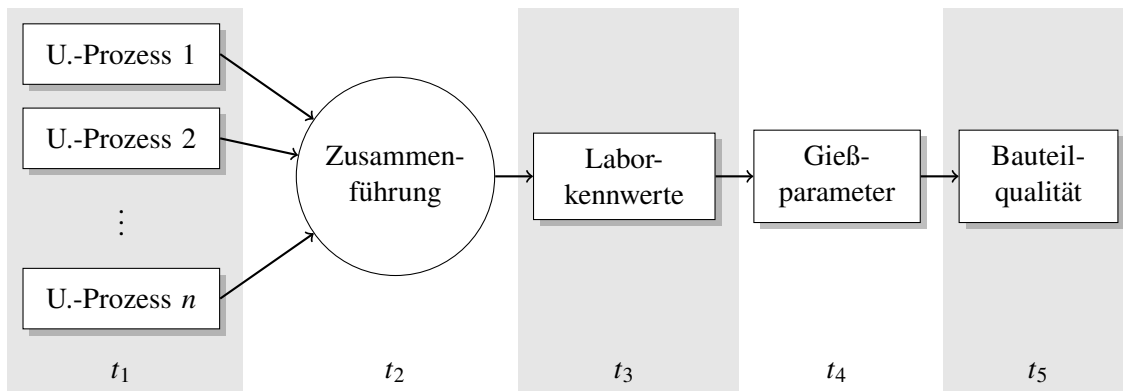 U.-Prozess 1
U.-Prozess 2
⋮
U.-Prozess n
Zusammen-
führung
Labor-
kennwerte
Gieß-
parameter
Bauteil-
qualität
t1
t2
t3
t4
t5